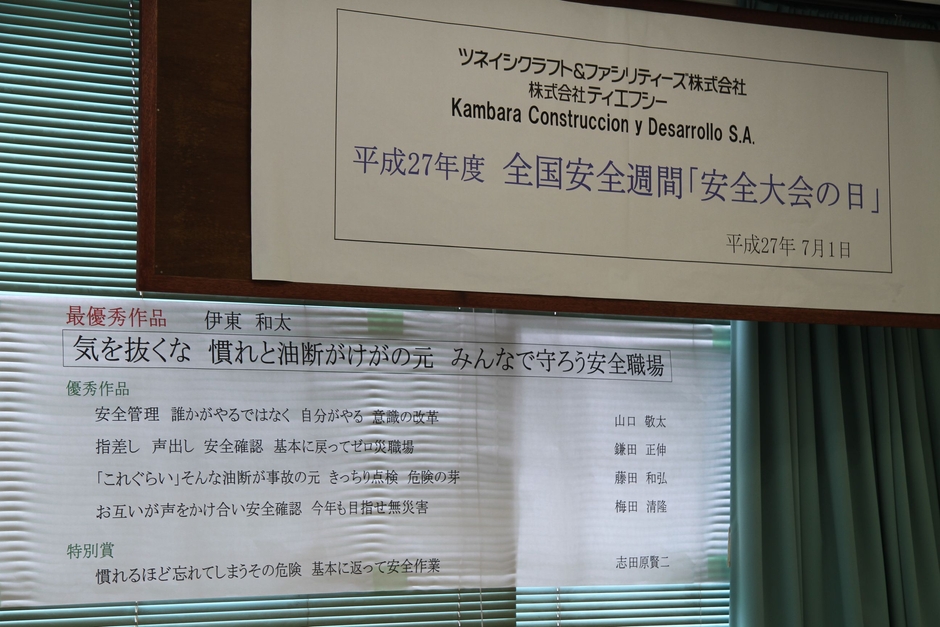 ツネイシクラフト&ファシリティーズ株式会社
株式会社ティエフシー
Kambara Construccion y Desarrollo S.A.
平成27年度 全国安全週間「安全大会の日」
平成27年 7月1日
最優秀作品 伊東 和太
気を抜くな 慣れと油断がけがの元 みんなで守ろう安全職場
優秀作品
安全管理 誰かがやるではなく 自分がやる 意識の改革 山口 敬太
指差し 声出し 安全確認 基本に戻ってゼロ災職場 鎌田 正伸
「これぐらい」そんな油断が事故の元 きっちり点検 危険の芽 藤田 和弘
お互いが声をかけ合い安全確認 今年も目指せ無災害 梅田 清隆
特別賞
慣れるほど忘れてしまうその危険 基本に返って安全作業 志田原賢二